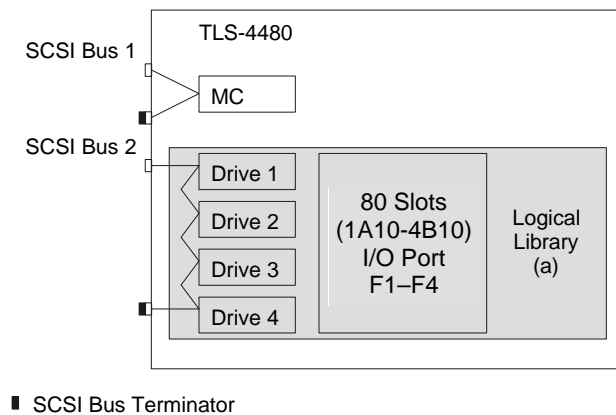 TLS-4480
SCSI Bus 1
MC
SCSI Bus 2
Drive 1
Drive 2
Drive 3
Drive 4
80 Slots
(1A10-4B10)
I/O Port
F1–F4
Logical
Library
(a)
SCSI Bus Terminator